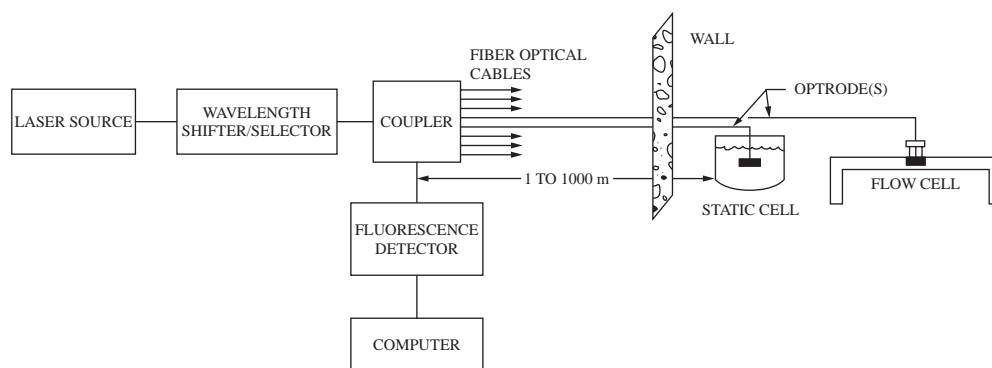 WALL
FIBER OPTICAL
CABLES
OPTRODE(S)
LASER SOURCE
WAVELENGTH
SHIFTER/SELECTOR
COUPLER
1 TO 1000 m
FLOW CELL
STATIC CELL
FLUORESCENCE
DETECTOR
COMPUTER